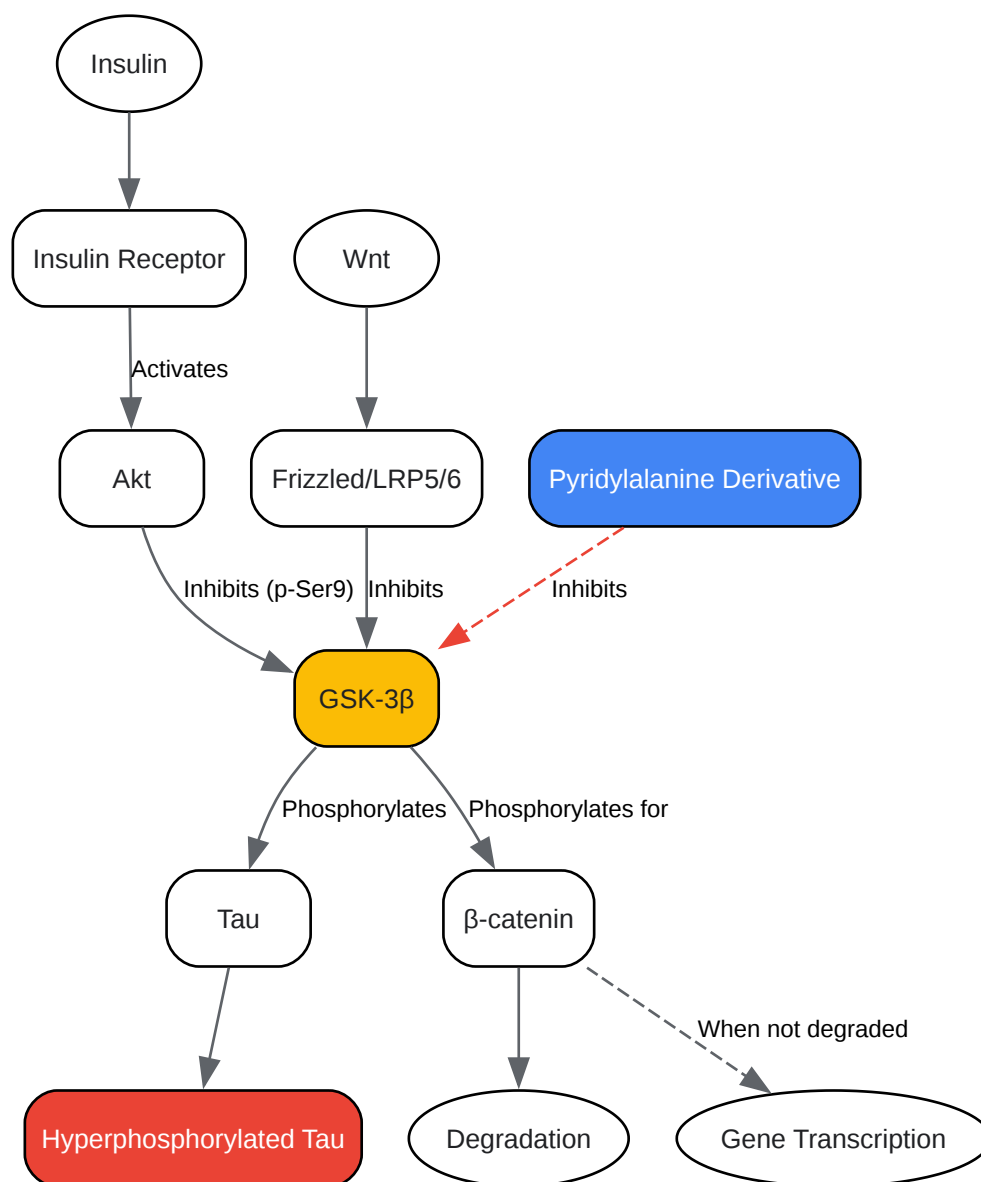 Insulin
Insulin Receptor
Wnt
Activates
Akt
Frizzled/LRP5/6
Pyridylalanine Derivative
Inhibits (p-Ser9)
Inhibits
Inhibits
GSK-3β
Phosphorylates
Phosphorylates for
Tau
β-catenin
When not degraded
Hyperphosphorylated Tau
Degradation
Gene Transcription